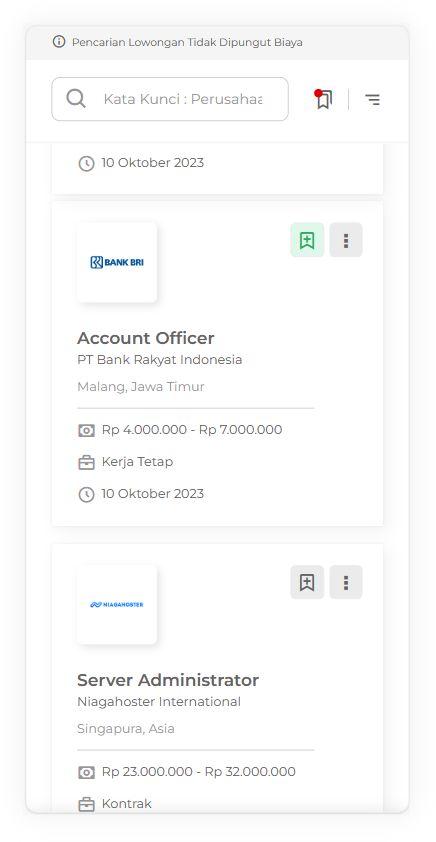 Pencarian Lowongan Tidak Dipungut Biaya
Kata Kunci : Perusahaa
10 Oktober 2023
BANK BRI
Account Officer
PT Bank Rakyat Indonesia
Malang, Jawa Timur
Rp 4.000.000 - Rp 7.000.000
Kerja Tetap
10 Oktober 2023
NIAGAHOSTER
Server Administrator
Niagahoster International
Singapura, Asia
Rp 23.000.000 - Rp 32.000.000
Kontrak